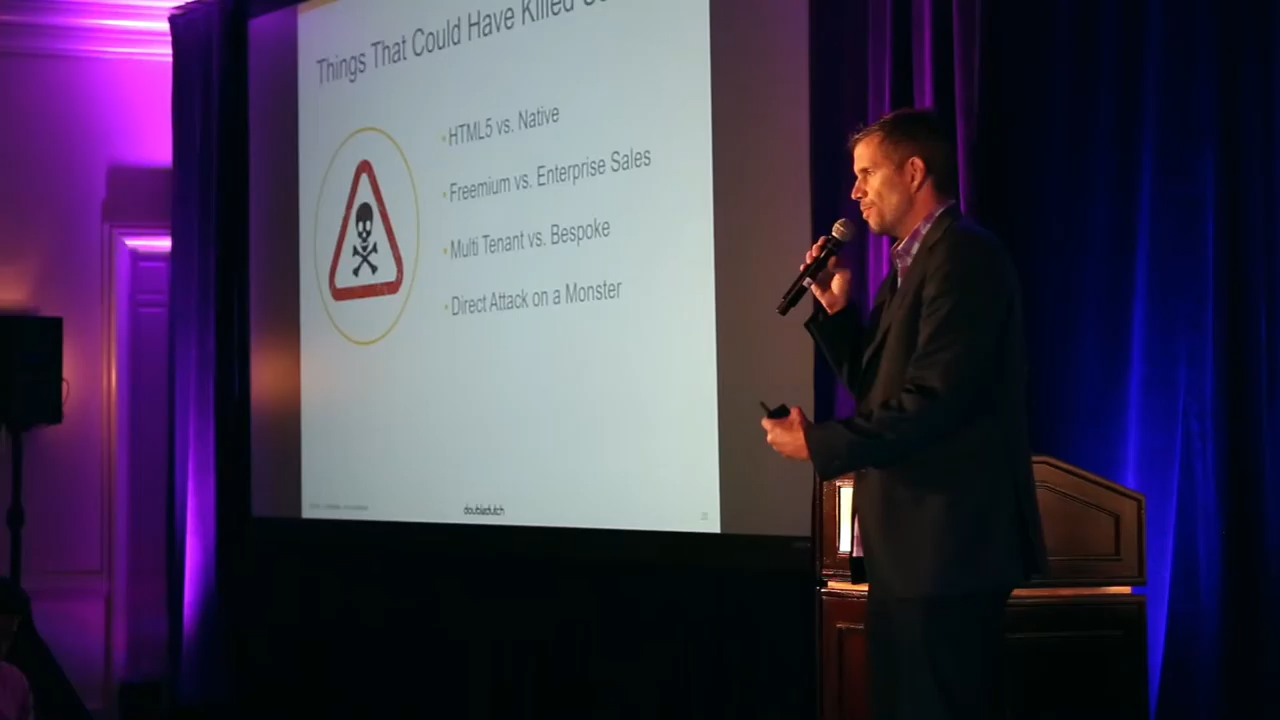 Things That Could Have Killed
• HTML5 vs. Native
• Freemium vs. Enterprise Sales
• Multi Tenant vs. Bespoke
• Direct Attack on a Monster
doubledutch